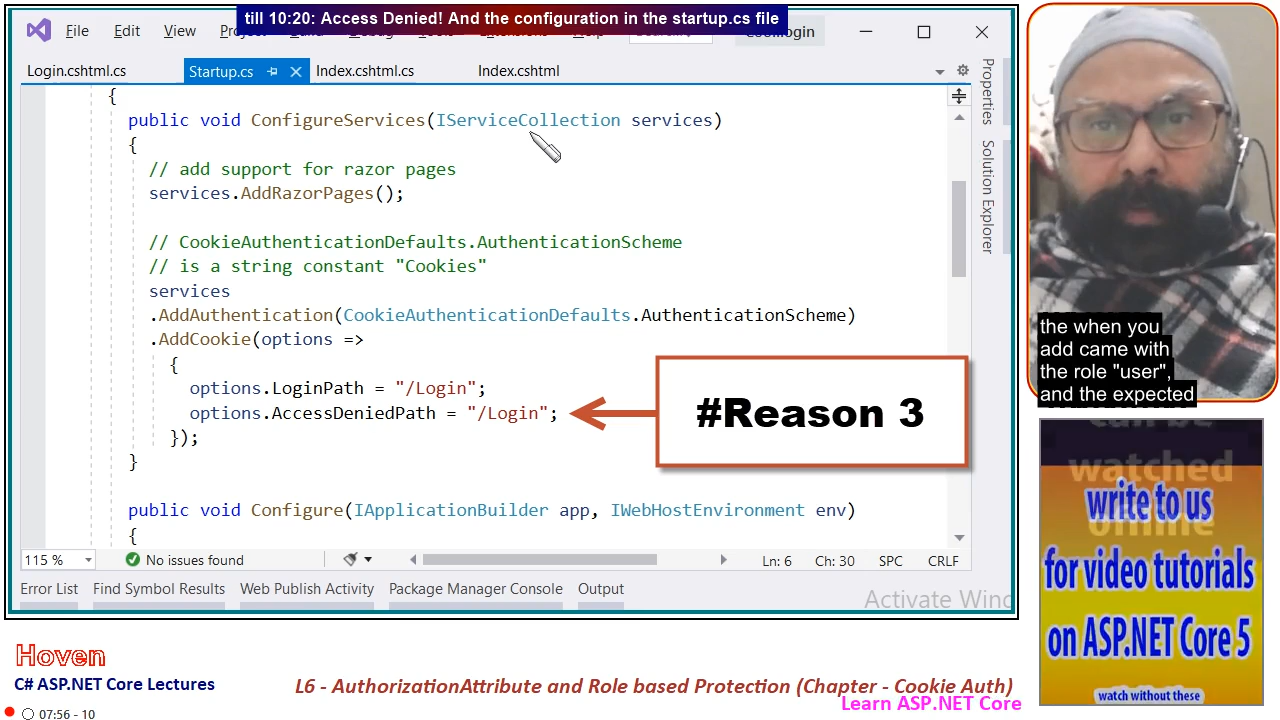 till 10:20: Access Denied! And the configuration in the startup.cs file
File Edit View
Login.cshtml.cs Startup.cs Index.cshtml.cs Index.cshtml
{
public void ConfigureServices(IServiceCollection services)
{
// add support for razor pages
services.AddRazorPages();
// CookieAuthenticationDefaults.AuthenticationScheme
// is a string constant "Cookies"
services
.AddAuthentication(CookieAuthenticationDefaults.AuthenticationScheme)
.AddCookie(options =>
{
options.LoginPath = "/Login";
options.AccessDeniedPath = "/Login";
});
}
public void Configure(IApplicationBuilder app, IWebHostEnvironment env)
{
#Reason 3
115 % No issues found Ln: 6 Ch: 30 SPC CRLF
Error List Find Symbol Results Web Publish Activity Package Manager Console Output
Activate Wind
Properties
Solution Explorer
the when you
add came with
the role "user",
and the expected
can be
watched
online
write to us
for video tutorials
on ASP.NET Core 5
watch without these
Hoven
C# ASP.NET Core Lectures
L6 - AuthorizationAttribute and Role based Protection (Chapter - Cookie Auth)
Learn ASP.NET Core
07:56 - 10